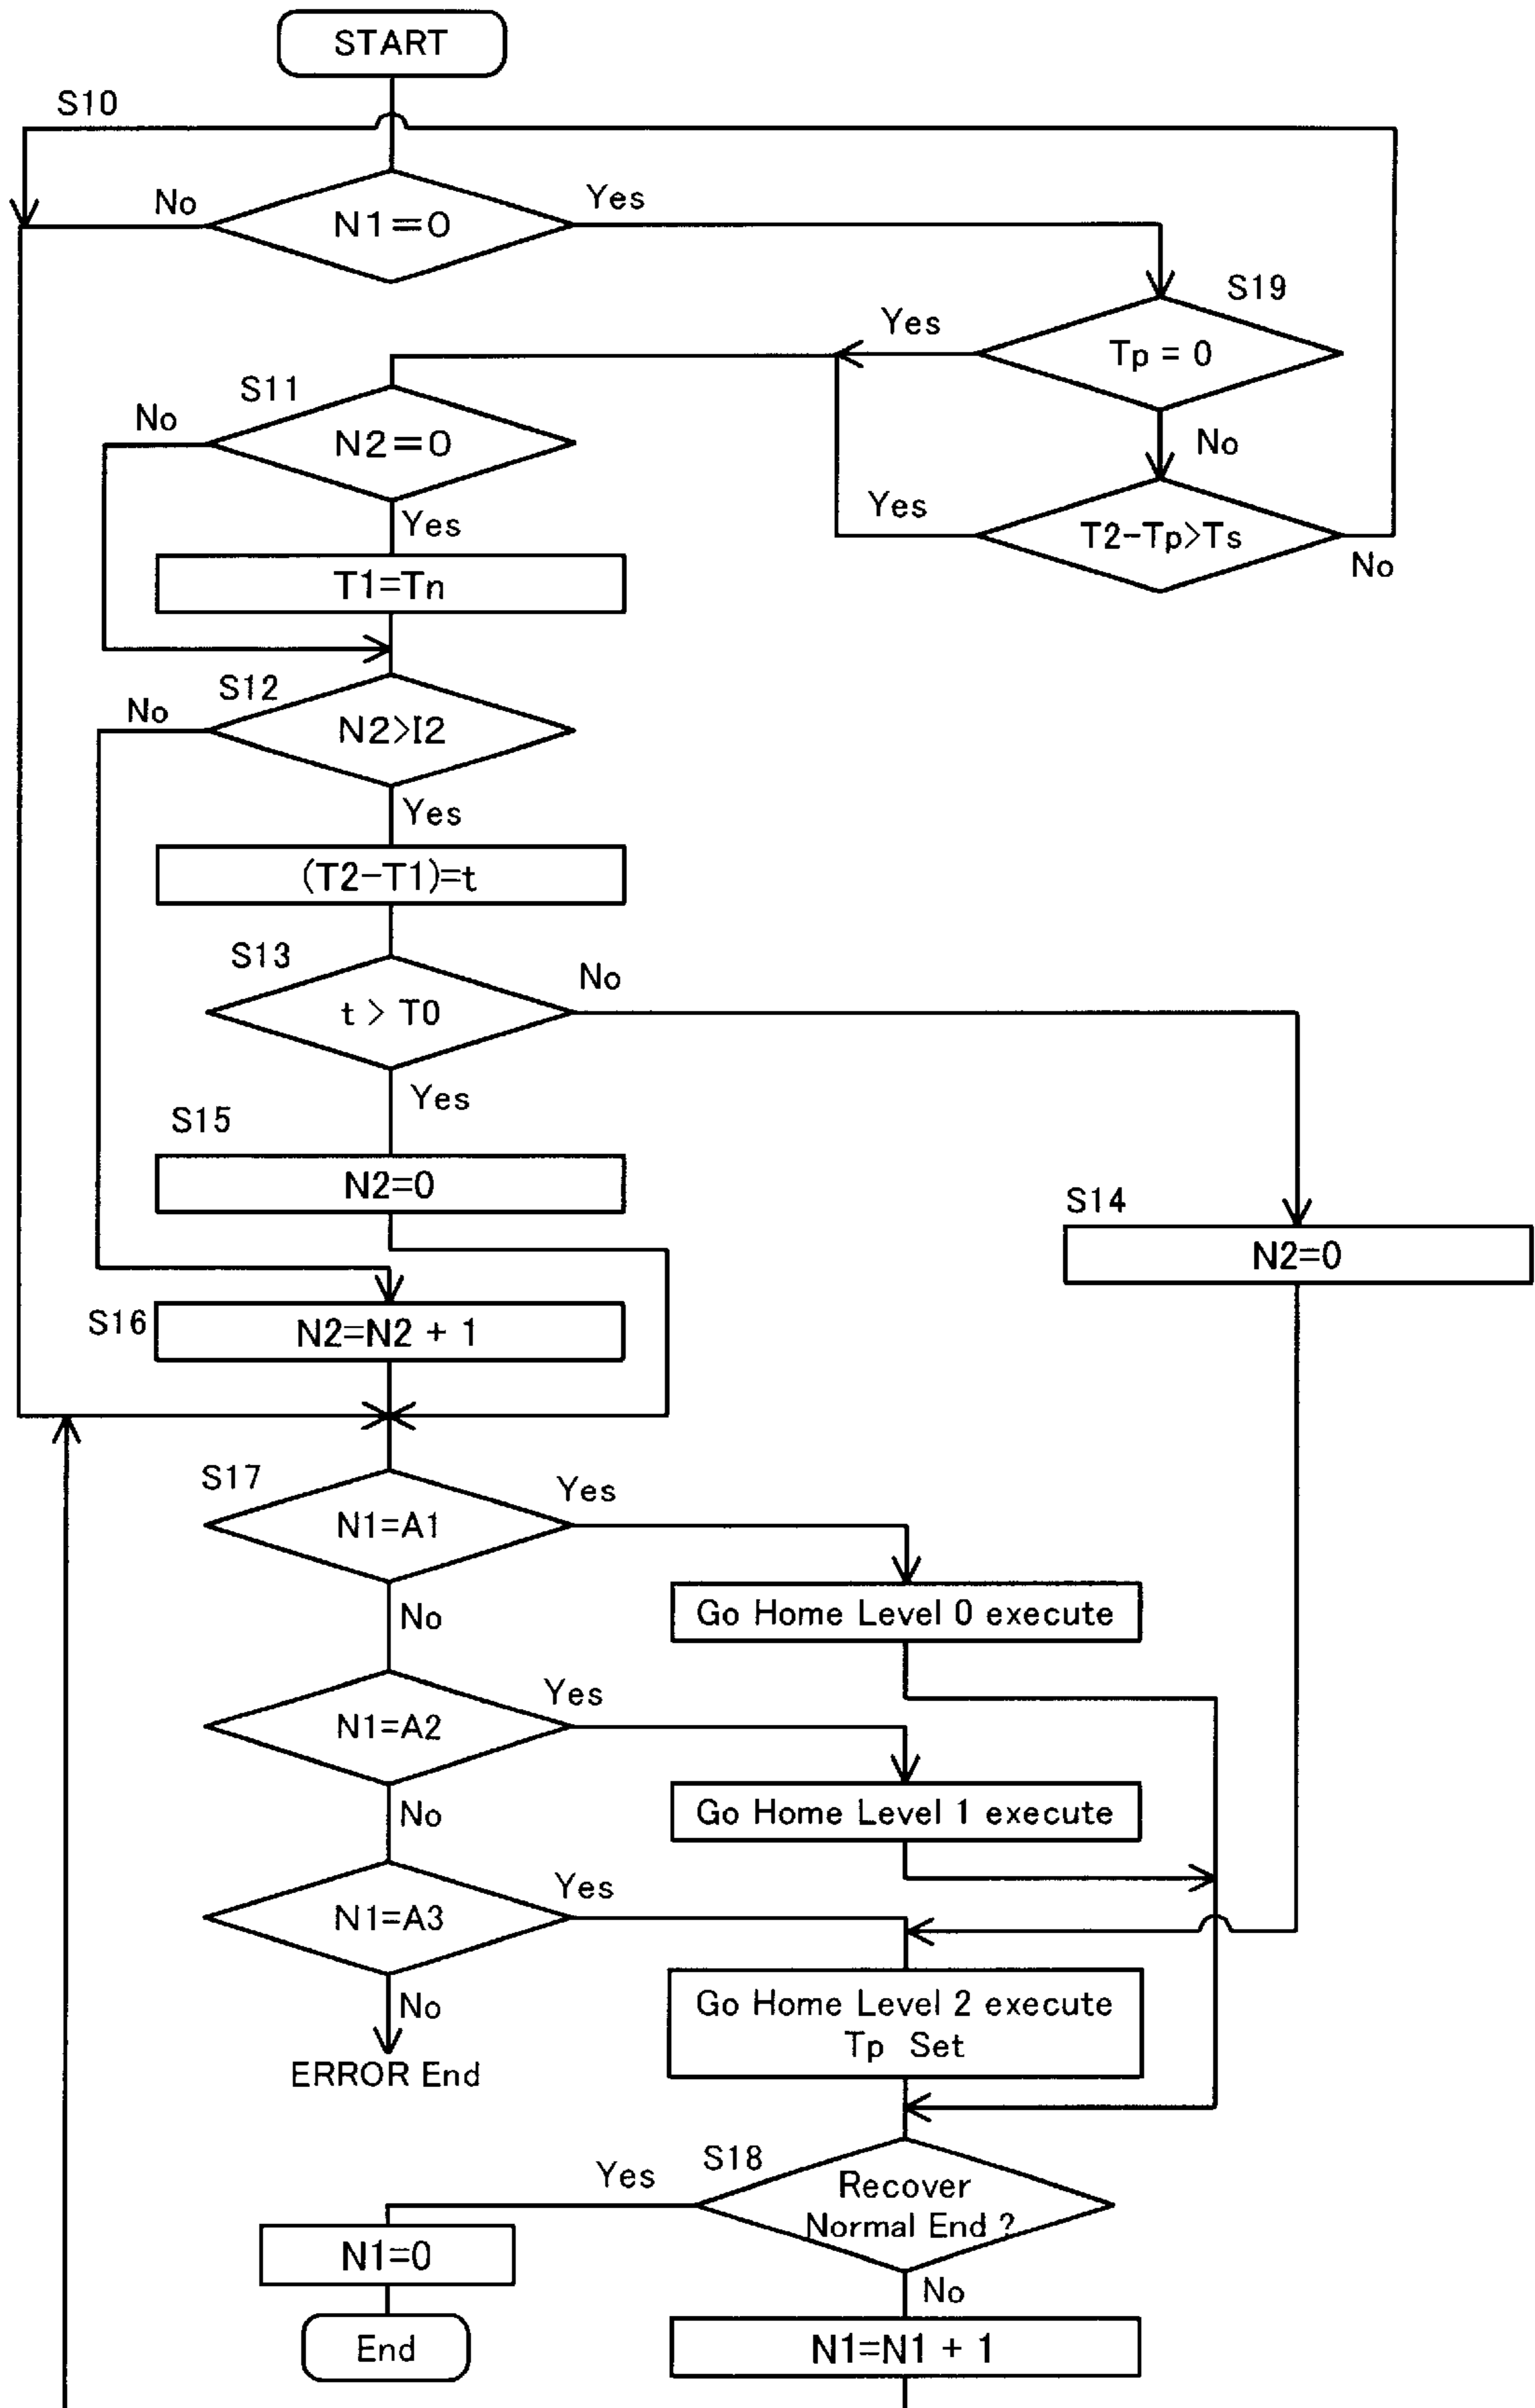 START
S10
No
N1=0
Yes
S19
Yes
Tp = 0
S11
No
N2=0
No
Yes
T2-Tp>Ts
Yes
No
T1=Tn
S12
No
N2>I2
Yes
(T2-T1)=t
S13
No
t > T0
Yes
S15
N2=0
S14
N2=0
S16
N2=N2 + 1
S17
Yes
N1=A1
No
Go Home Level 0 execute
Yes
N1=A2
No
Go Home Level 1 execute
Yes
N1=A3
No
Go Home Level 2 execute
Tp Set
ERROR End
S18
Yes
Recover
Normal End ?
N1=0
No
End
N1=N1 + 1